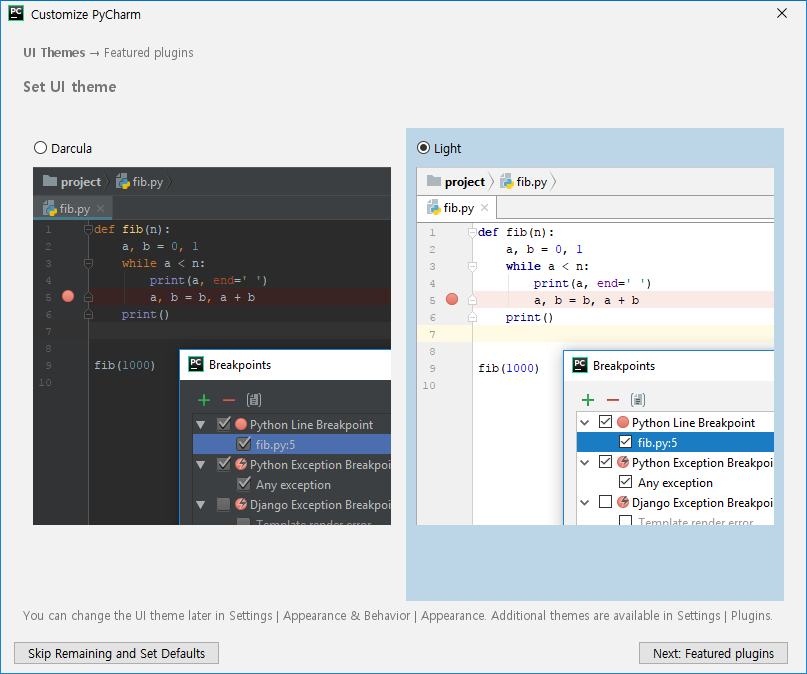 PC Customize PyCharm
UI Themes → Featured plugins
Set UI theme
Darcula
project fib.py
fib.py
1 def fib(n):
2 a, b = 0, 1
3 while a < n:
4 print(a, end=' ')
5 a, b = b, a + b
6 print()
7
8
9 fib(1000)
10
PC Breakpoints
Python Line Breakpoint
fib.py:5
Python Exception Breakpoi
Any exception
Django Exception Breakpoi
Template render error
Light
project fib.py
fib.py
1 def fib(n):
2 a, b = 0, 1
3 while a < n:
4 print(a, end=' ')
5 a, b = b, a + b
6 print()
7
8
9 fib(1000)
10
PC Breakpoints
Python Line Breakpoint
fib.py:5
Python Exception Breakpoi
Any exception
Django Exception Breakpoi
Template render error
You can change the UI theme later in Settings | Appearance & Behavior | Appearance. Additional themes are available in Settings | Plugins.
Skip Remaining and Set Defaults
Next: Featured plugins